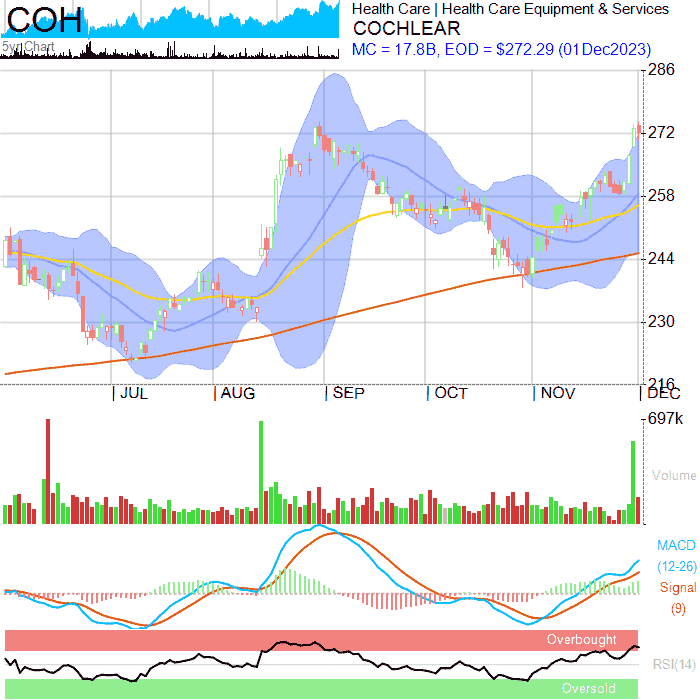 COH
Health Care | Health Care Equipment & Services
COCHLEAR
MC = 17.8B, EOD = $272.29 (01Dec2023)
5yr Chart
286
272
258
244
230
216
JUL AUG SEP OCT NOV DEC
697k
Volume
MACD
(12-26)
Signal
(9)
Overbought
RSI(14)
Oversold